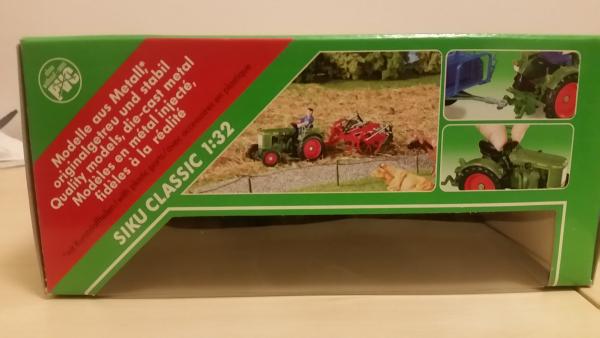 Modelle aus Metall*,
originalgetreu und stabil
Quality models, die-cast metal
Modèles en métal injecté,
fidèles à la réalité
SIKU CLASSIC 1:32
PVC